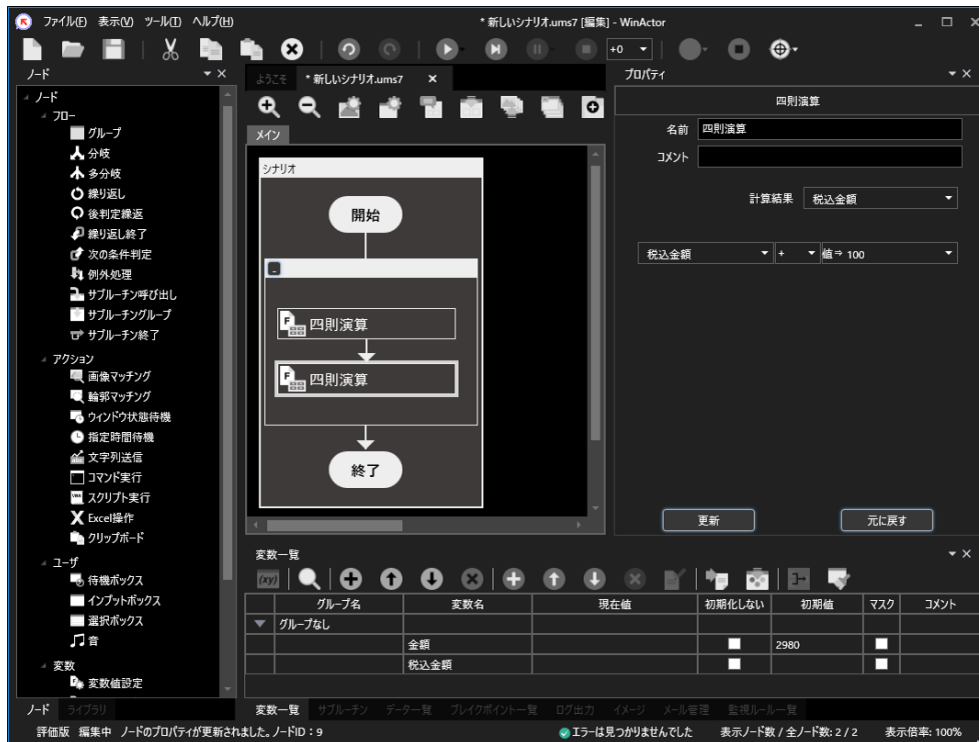 ファイル(F) 表示(V) ツール(T) ヘルプ(H) * 新しいシナリオ.ums7 [編集] - WinActor
+0
ノード
ノード
フロー
グループ
分岐
多分岐
繰り返し
後判定繰返
繰り返し終了
次の条件判定
例外処理
サブルーチン呼び出し
サブルーチングループ
サブルーチン終了
アクション
画像マッチング
輪郭マッチング
ウィンドウ状態待機
指定時間待機
文字列送信
コマンド実行
スクリプト実行
Excel操作
クリップボード
ユーザ
待機ボックス
インプットボックス
選択ボックス
音
変数
変数値設定
ノード ライブラリ
ようこそ * 新しいシナリオ.ums7
メイン
シナリオ
開始
四則演算
四則演算
終了
プロパティ
四則演算
名前 四則演算
コメント
計算結果 税込金額
税込金額 + 値⇒ 100
更新 元に戻す
変数一覧
グループ名 変数名 現在値 初期化しない 初期値 マスク コメント
グループなし
金額 2980
税込金額
変数一覧 サブルーチン データ一覧 ブレイクポイント一覧 ログ出力 イメージ メール管理 監視ルール一覧
評価版 編集中 ノードのプロパティが更新されました。ノードID : 9 エラーは見つかりませんでした 表示ノード数 / 全ノード数: 2 / 2 表示倍率: 100%